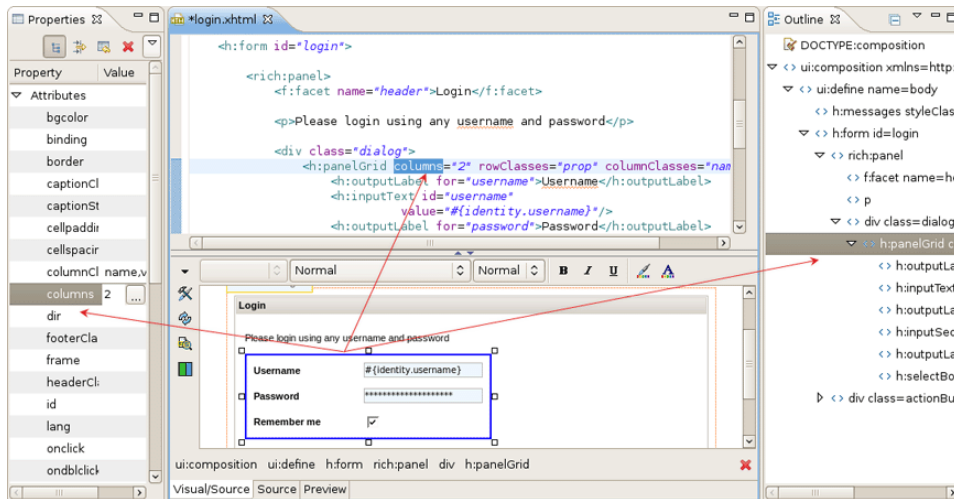 Properties
Property Value
Attributes
bgcolor
binding
border
captionCl
captionSt
cellpaddir
cellspacir
columnCl name,v
columns 2 ...
dir
footerCla
frame
headerCl
id
lang
onclick
ondblclick
*login.xhtml
<h:form id="login">
<rich:panel>
<f:facet name="header">Login</f:facet>
<p>Please login using any username and password</p>
<div class="dialog">
<h:panelGrid columns="2" rowClasses="prop" columnClasses="nam
<h:outputLabel for="username">Username</h:outputLabel>
<h:inputText id="username"
value="#{identity.username}"/>
<h:outputLabel for="password">Password</h:outputLabel>
Normal Normal B I U A
Login
Please login using any username and password
Username #{identity.username}
Password ********************
Remember me
ui:composition ui:define h:form rich:panel div h:panelGrid
Visual/Source Source Preview
Outline
DOCTYPE:composition
<> ui:composition xmlns=http:
<> ui:define name=body
<> h:messages styleClas
<> h:form id=login
<> rich:panel
<> f:facet name=he
<> p
<> div class=dialog
<> h:panelGrid c
<> h:outputLa
<> h:inputText
<> h:outputLa
<> h:inputSec
<> h:outputLa
<> h:selectBo
<> div class=actionBu